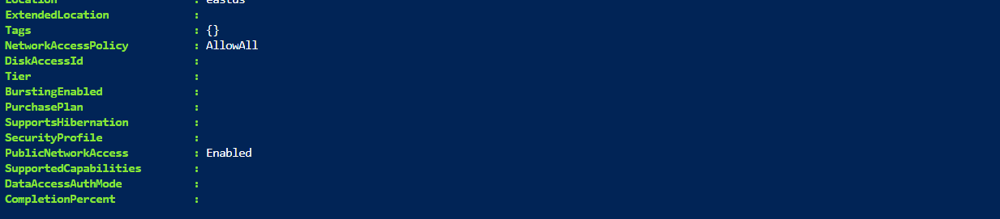 Location : eastus
ExtendedLocation :
Tags : {}
NetworkAccessPolicy : AllowAll
DiskAccessId :
Tier :
BurstingEnabled :
PurchasePlan :
SupportsHibernation :
SecurityProfile :
PublicNetworkAccess : Enabled
SupportedCapabilities :
DataAccessAuthMode :
CompletionPercent :